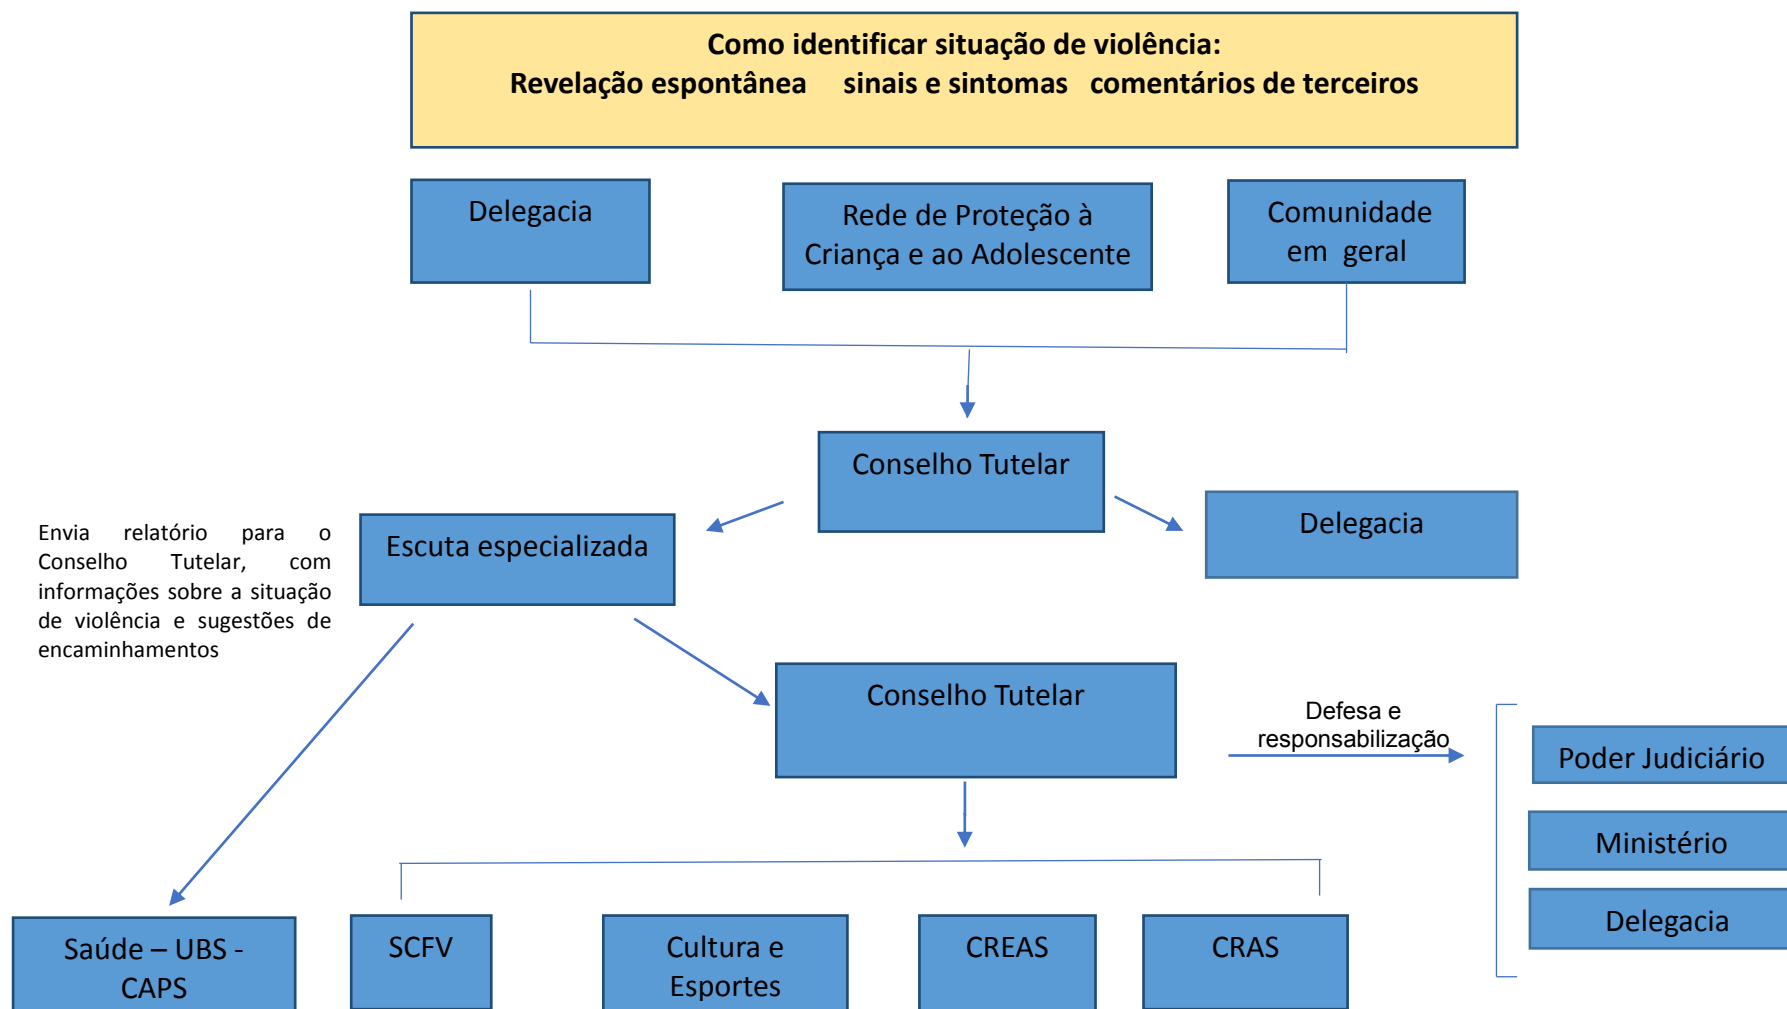 Como identificar situação de violência:
Revelação espontânea sinais e sintomas comentários de terceiros
Delegacia
Rede de Proteção à
Criança e ao Adolescente
Comunidade
em geral
Conselho Tutelar
Delegacia
Escuta especializada
Envia relatório para o
Conselho Tutelar, com
informações sobre a situação
de violência e sugestões de
encaminhamentos
Conselho Tutelar
Defesa e
responsabilização
Poder Judiciário
Ministério
Delegacia
Saúde – UBS -
CAPS
SCFV
Cultura e
Esportes
CREAS
CRAS